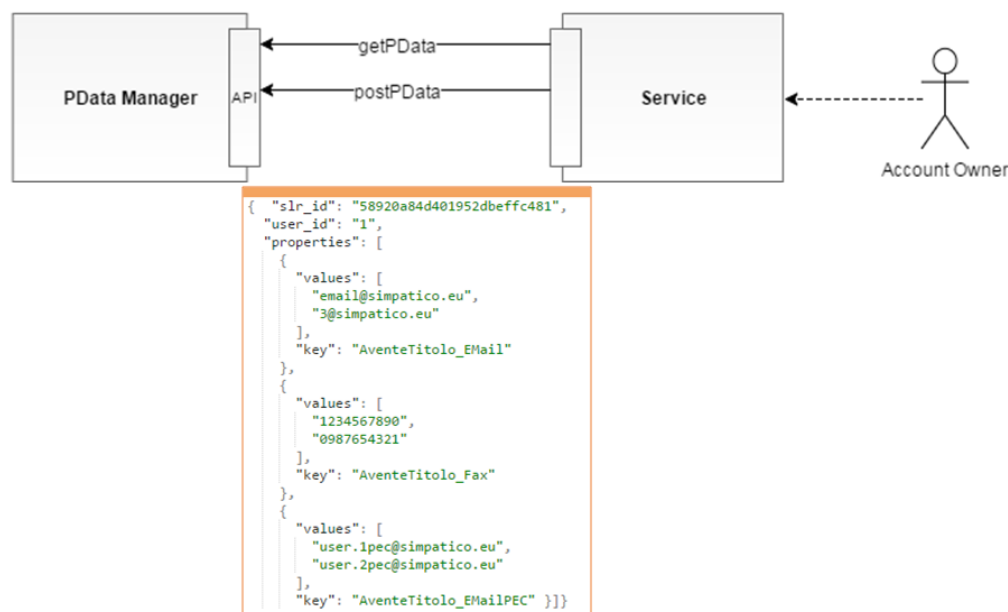 getPData
postPData
PData Manager
API
Service
Account Owner
{ "slr_id": "58920a84d401952dbeffc481",
"user_id": "1",
"properties": [
{
"values": [
"email@simpatico.eu",
"3@simpatico.eu"
],
"key": "AventeTitolo_EMail"
},
{
"values": [
"1234567890",
"0987654321"
],
"key": "AventeTitolo_Fax"
},
{
"values": [
"user.1pec@simpatico.eu",
"user.2pec@simpatico.eu"
],
"key": "AventeTitolo_EMailPEC" }]}